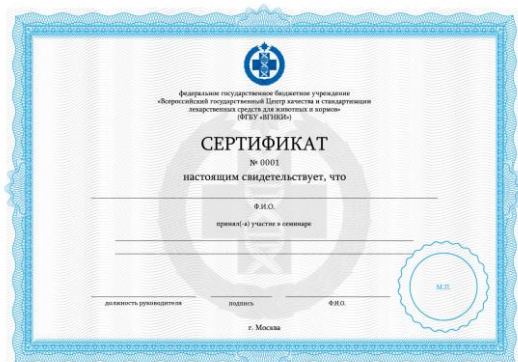 федеральное государственное бюджетное учреждение
«Всероссийский государственный Центр качества и стандартизации
лекарственных средств для животных и кормов»
(ФГБУ «ВГНКИ»)
СЕРТИФИКАТ
№ 0001
настоящим свидетельствует, что
Ф.И.О.
принял(-а) участие в семинаре
М.П.
должность руководителя подпись Ф.И.О.
г. Москва